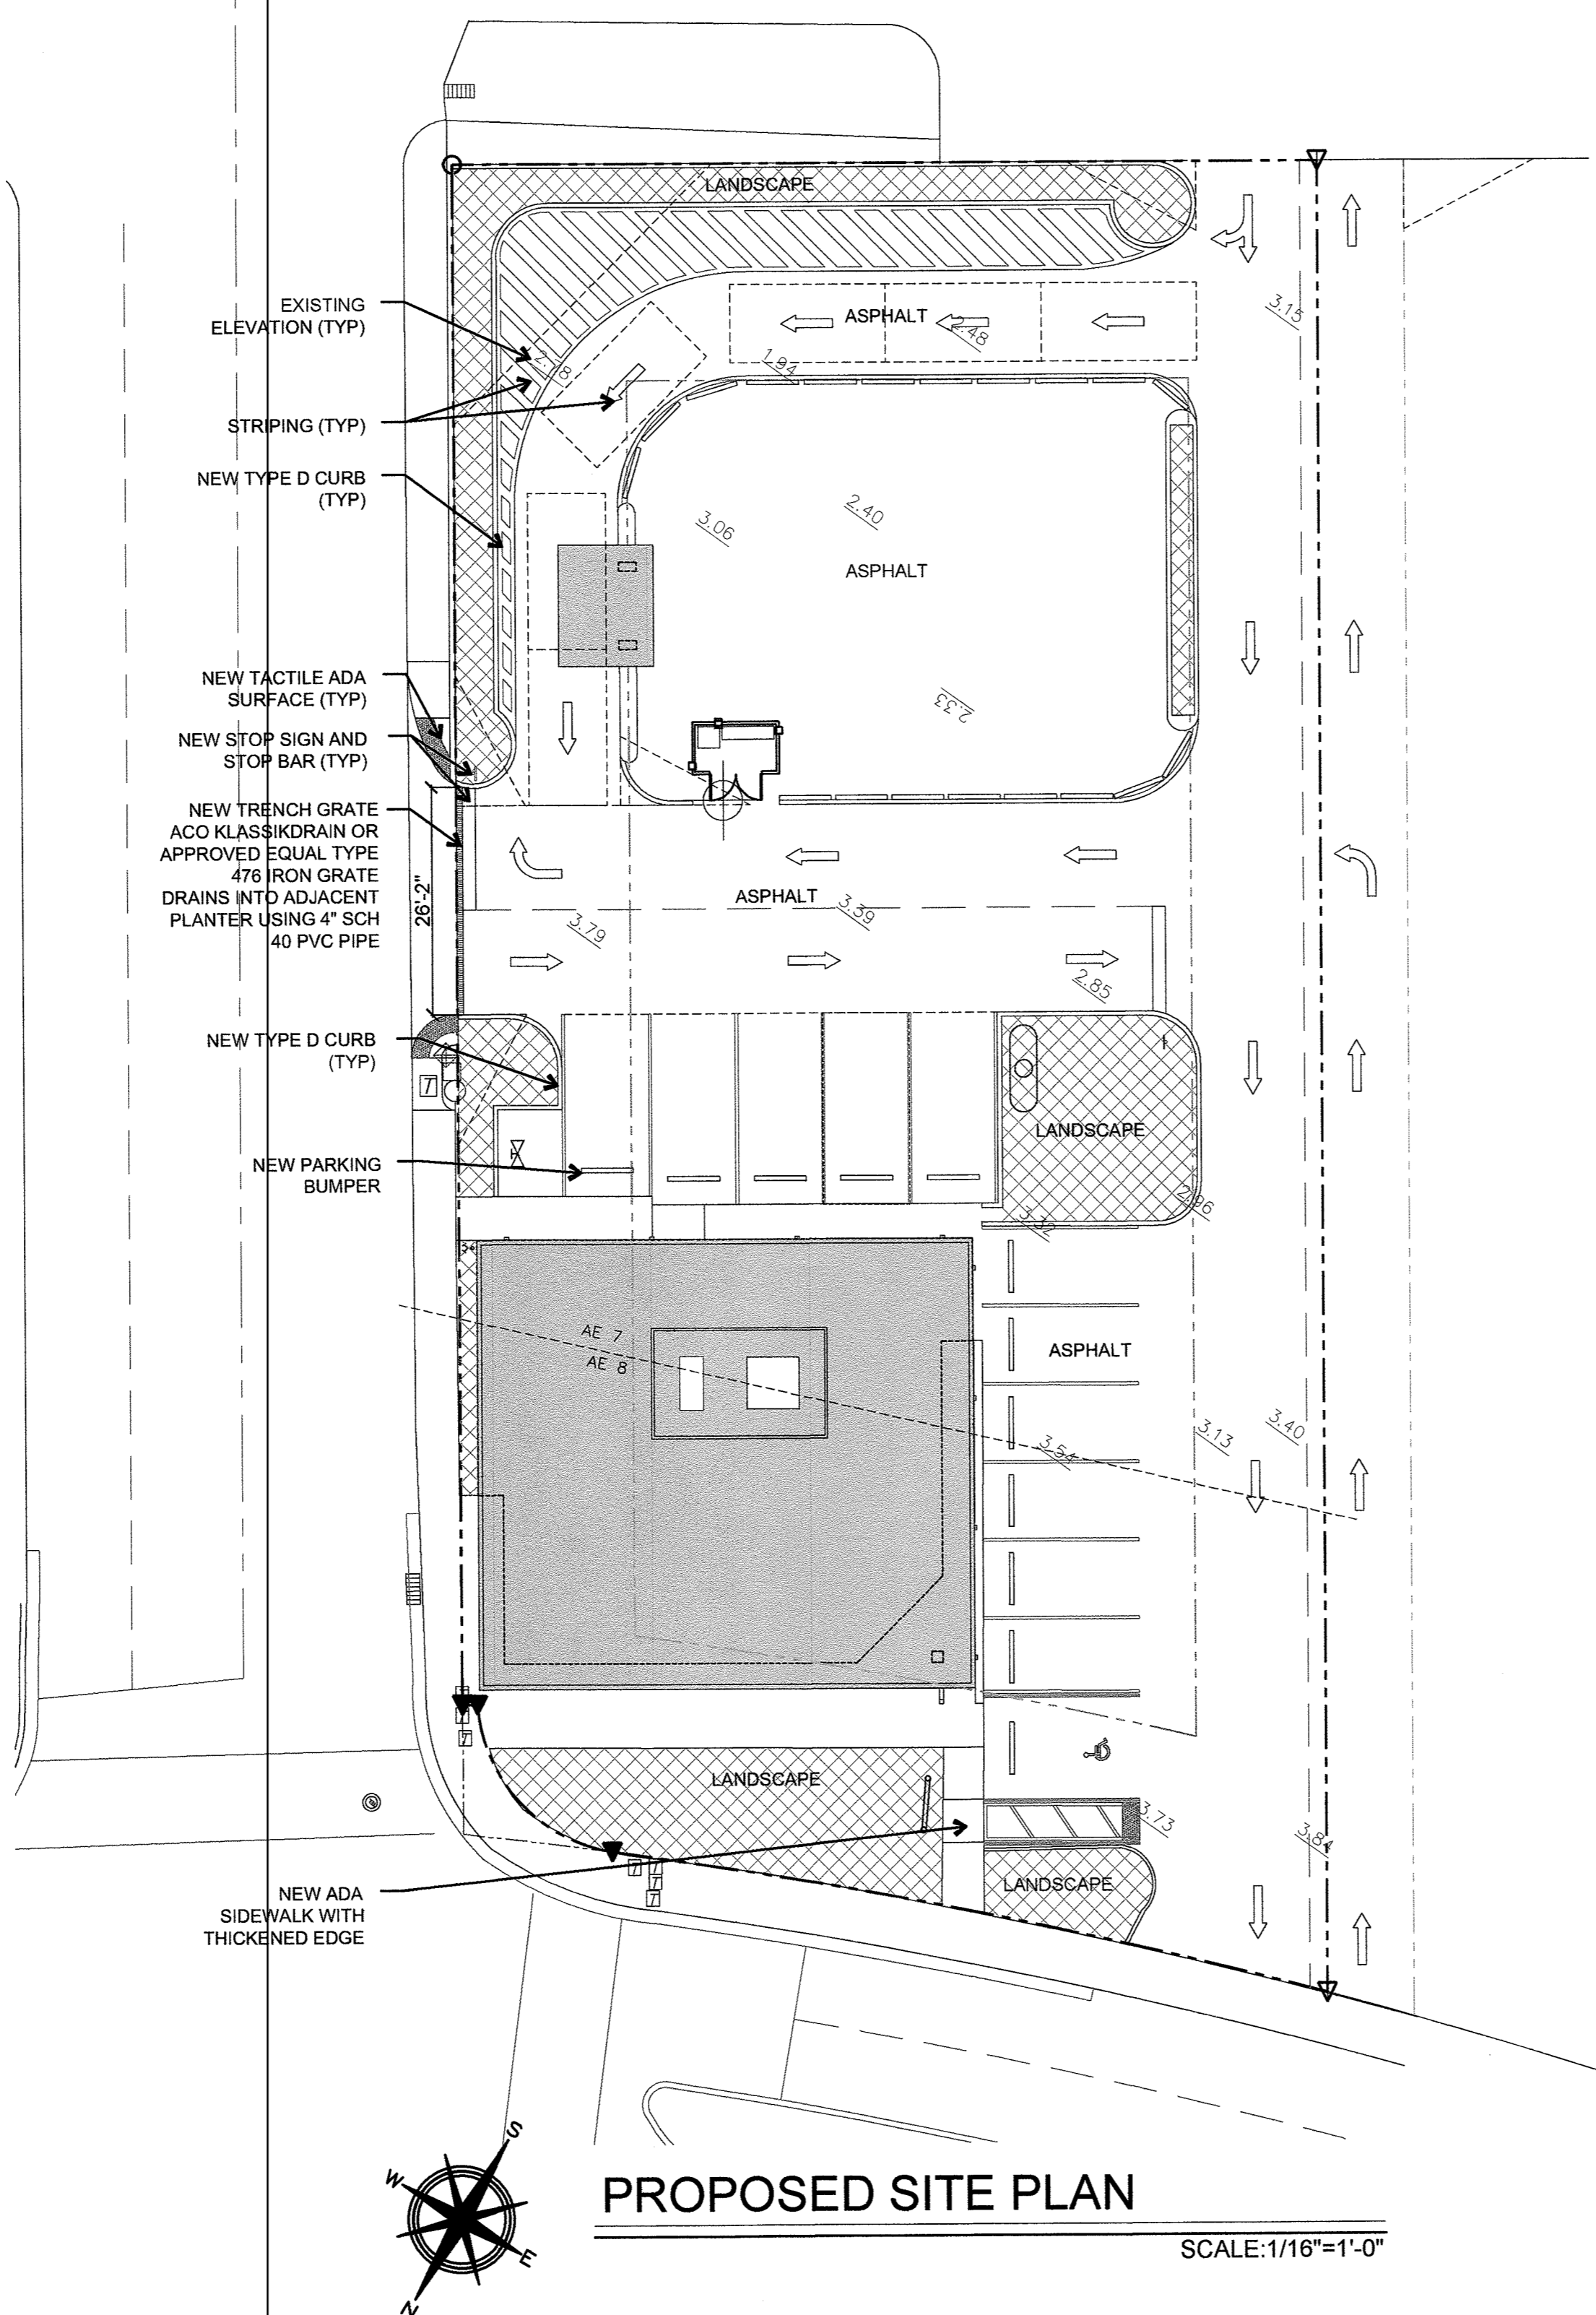 LANDSCAPE
EXISTING
ELEVATION (TYP)
ASPHALT
2.48
3.15
1.94
STRIPING (TYP)
NEW TYPE D CURB
(TYP)
3.06
2.40
ASPHALT
NEW TACTILE ADA
SURFACE (TYP)
2.33
NEW STOP SIGN AND
STOP BAR (TYP)
NEW TRENCH GRATE
ACO KLASSIKDRAIN OR
APPROVED EQUAL TYPE
476 IRON GRATE
DRAINS INTO ADJACENT
PLANTER USING 4" SCH
40 PVC PIPE
26'-2"
ASPHALT
3.79
3.39
2.85
NEW TYPE D CURB
(TYP)
T
LANDSCAPE
NEW PARKING
BUMPER
2.96
3.32
AE 7
AE 8
ASPHALT
3.54
3.13
3.40
T
LANDSCAPE
3.73
3.84
T
T
T
T
LANDSCAPE
NEW ADA
SIDEWALK WITH
THICKENED EDGE
S
W
E
N
PROPOSED SITE PLAN
SCALE:1/16"=1'-0"